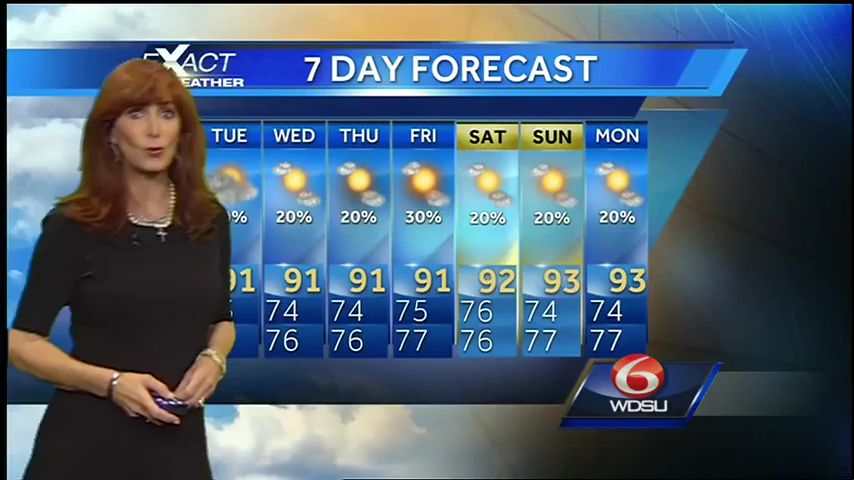 EXACT
WEATHER
7 DAY FORECAST
TUE WED THU FRI SAT SUN MON
20% 20% 30% 20% 20% 20%
91 91 91 91 92 93 93
74 74 75 76 74 74
76 76 77 76 77 77
6
WDSU